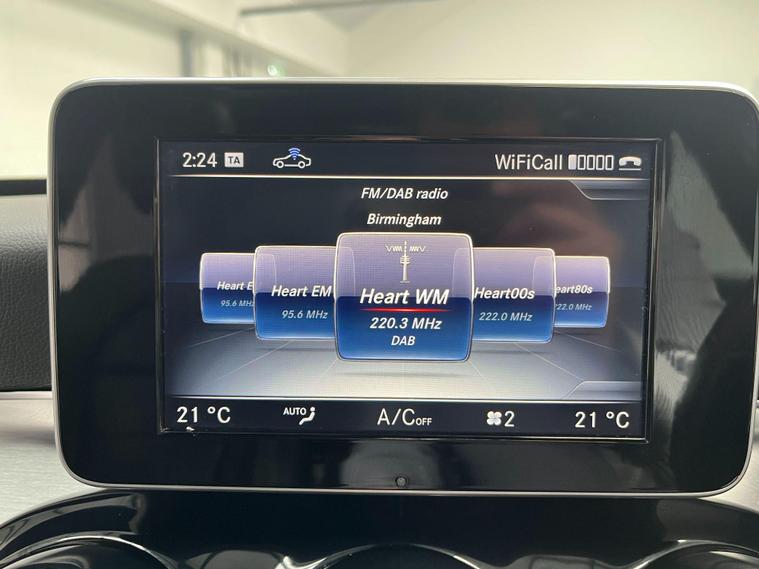 2:24 TA WiFiCall
FM/DAB radio
Birmingham
Heart E
95.6 MHz
Heart EM
95.6 MHz
Heart WM
220.3 MHz
DAB
Heart00s
222.0 MHz
eart80s
222.0 MHz
21 °C AUTO A/C OFF 2 21 °C